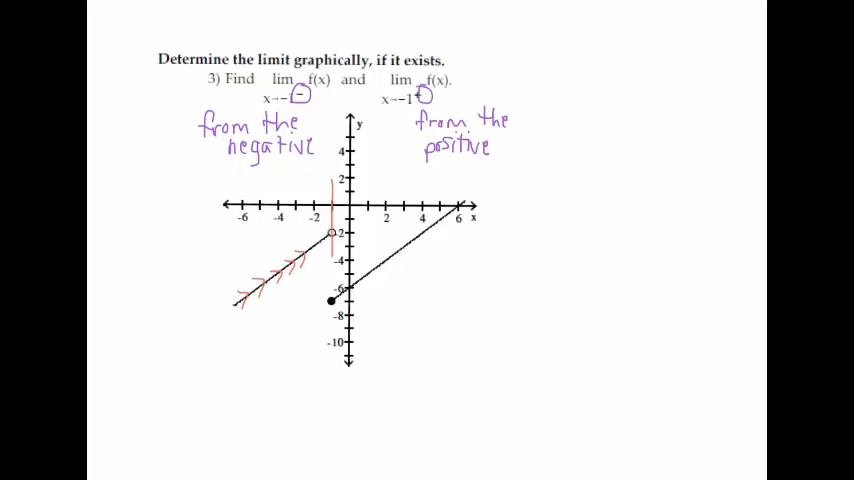 Determine the limit graphically, if it exists.
3) Find lim f(x) and lim f(x).
x→-1⁻ x→-1⁺
from the from the
negative positive
y
4
2
-6 -4 -2 2 4 6 x
-2
-4
-6
-8
-10